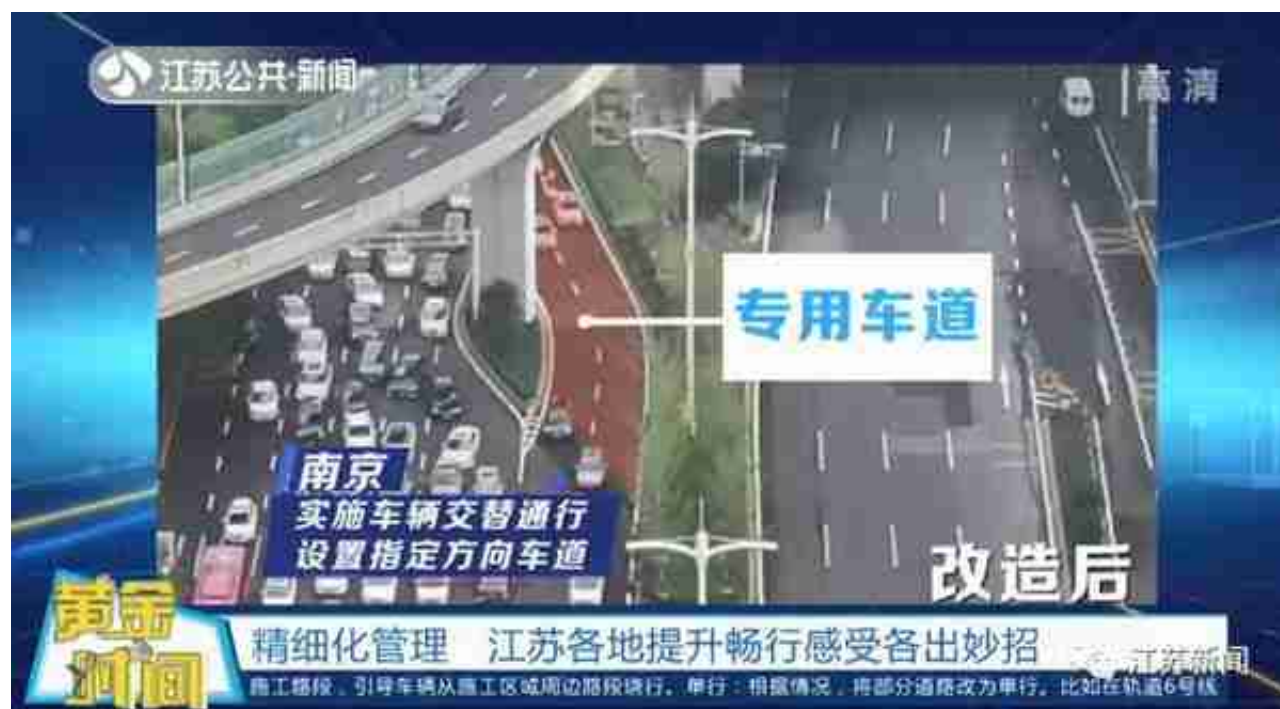 江苏公共·新闻
高清
专用车道
南京
实施车辆交替通行
设置指定方向车道
改造后
黄金
时间
精细化管理 江苏各地提升畅行感受各出妙招
江苏新闻
施工路段，引导车辆从施工区域周边路段绕行。单行：根据情况，将部分道路改为单行。比如在轨道6号线